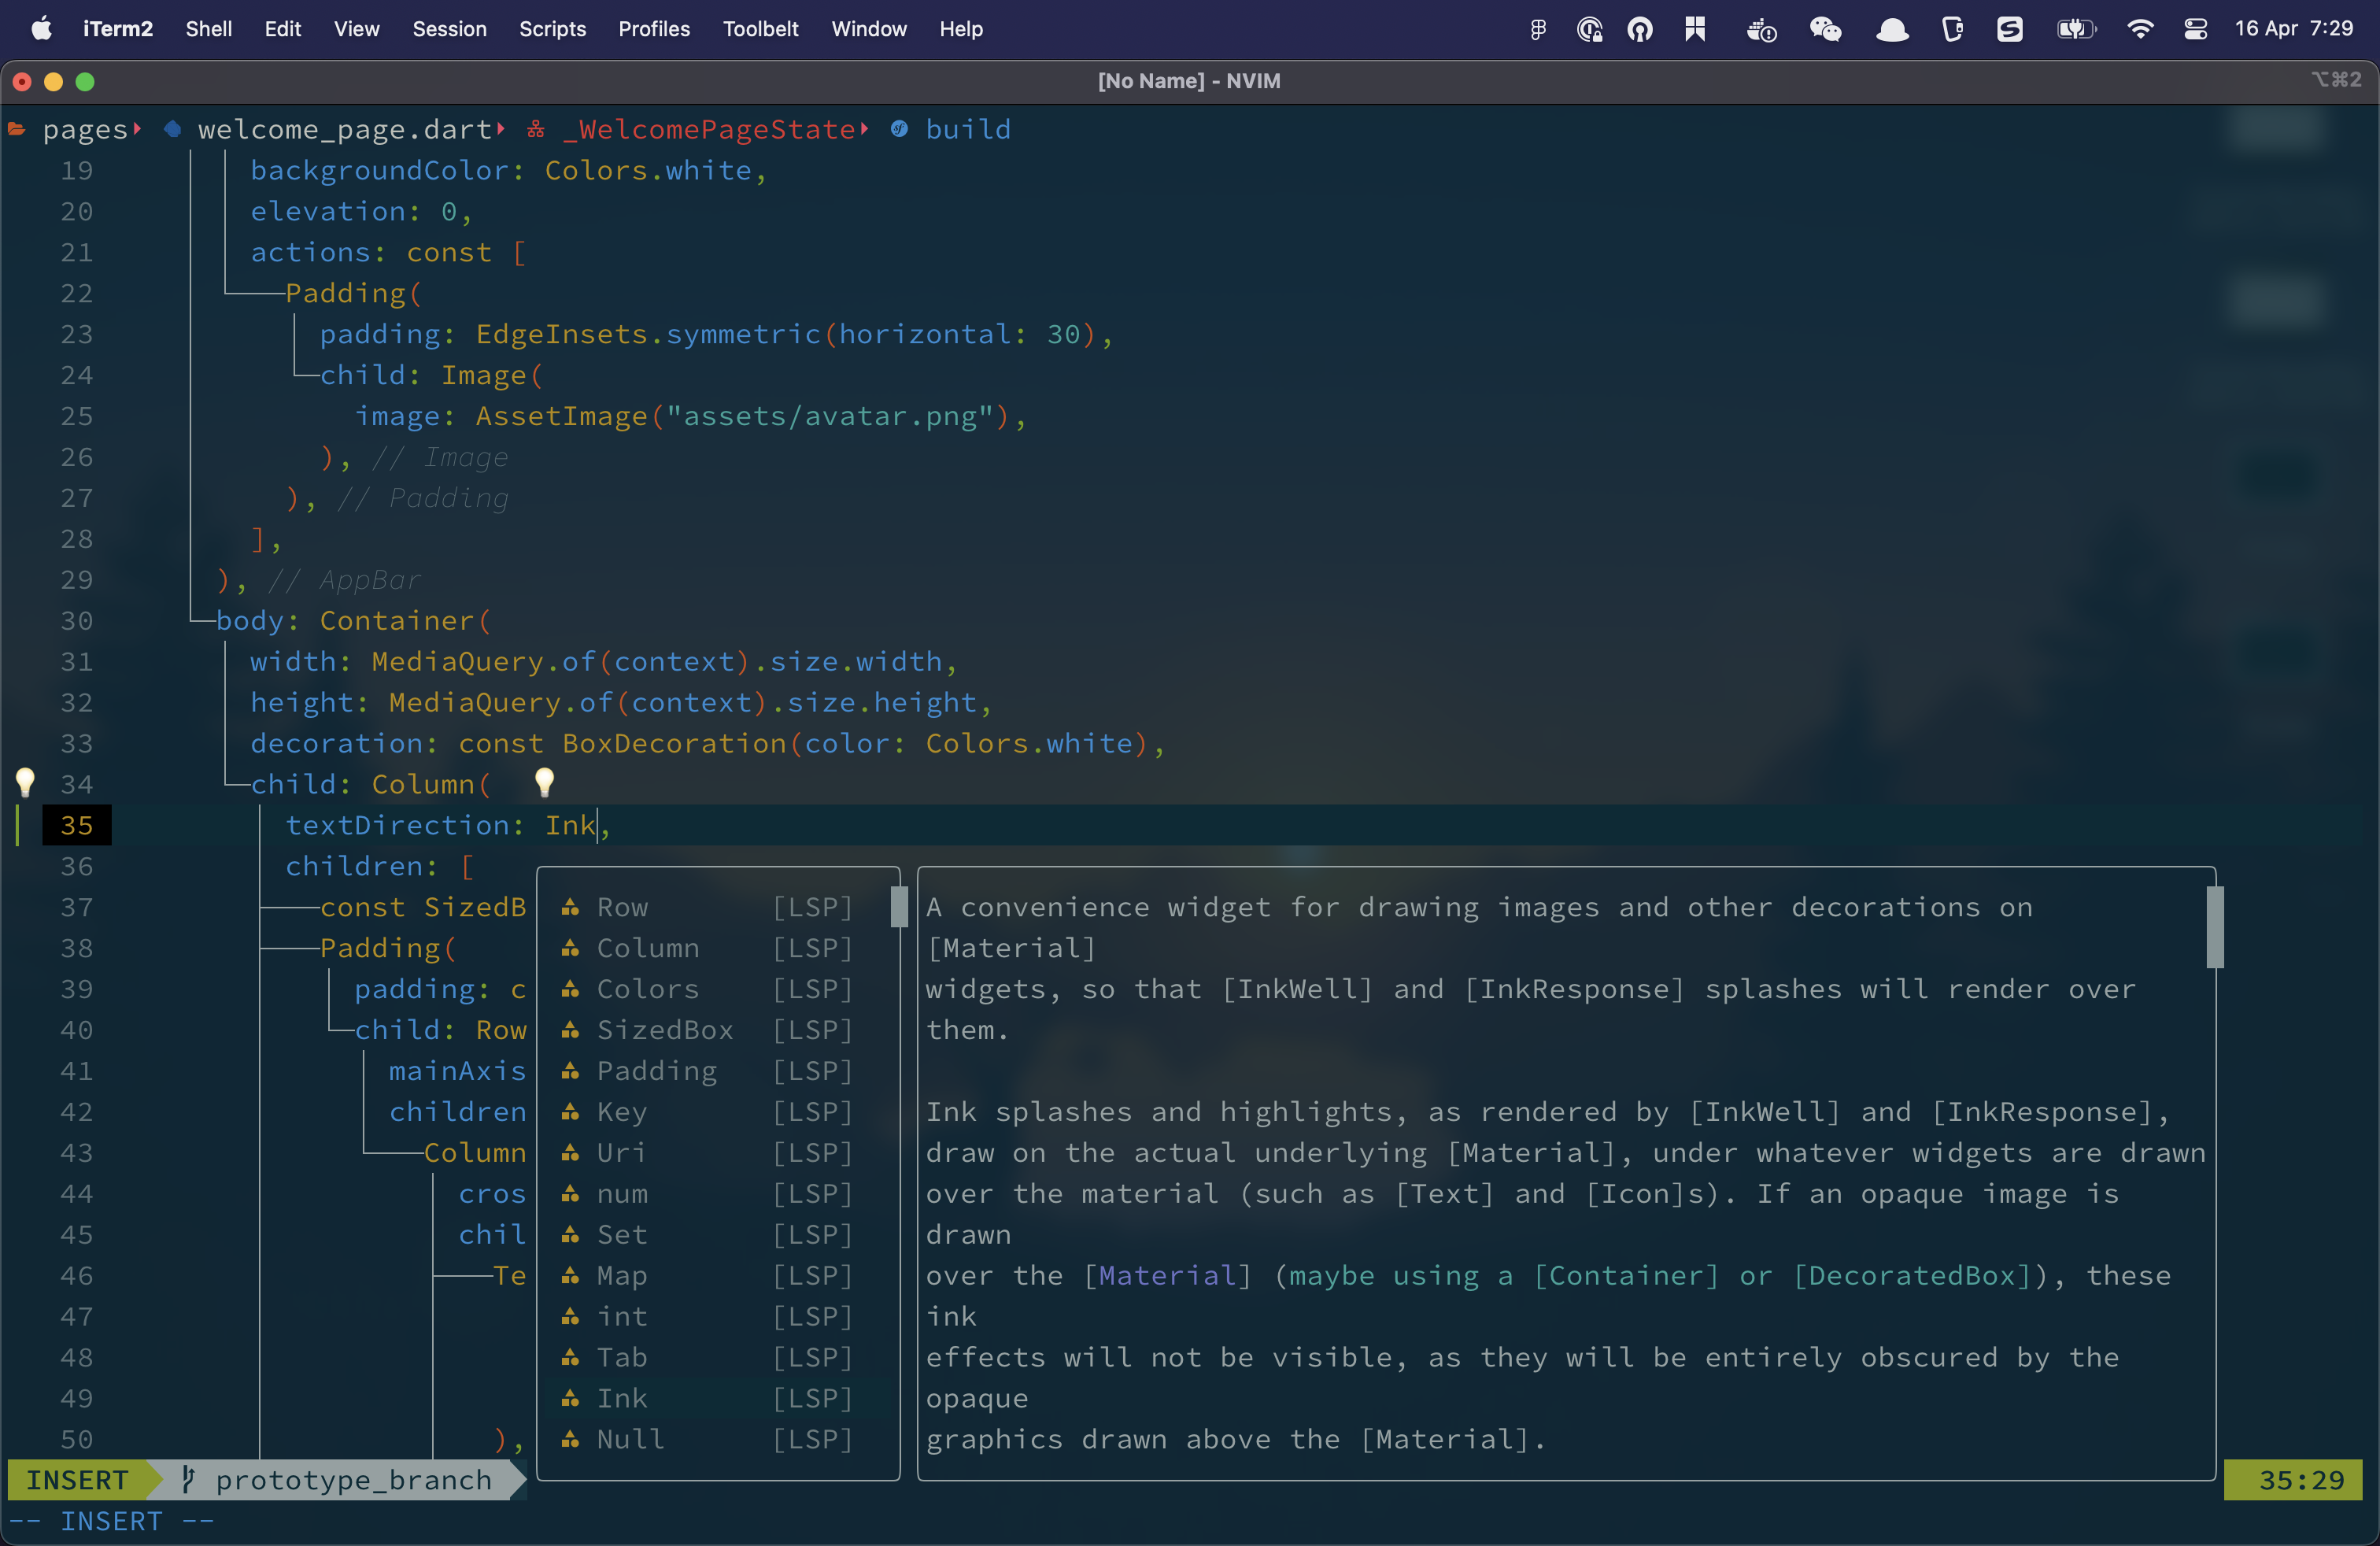 iTerm2 Shell Edit View Session Scripts Profiles Toolbelt Window Help 16 Apr 7:29
[No Name] - NVIM ⌥⌘2
pages welcome_page.dart _WelcomePageState build
19 backgroundColor: Colors.white,
20 elevation: 0,
21 actions: const [
22 Padding(
23 padding: EdgeInsets.symmetric(horizontal: 30),
24 child: Image(
25 image: AssetImage("assets/avatar.png"),
26 ), // Image
27 ), // Padding
28 ],
29 ), // AppBar
30 body: Container(
31 width: MediaQuery.of(context).size.width,
32 height: MediaQuery.of(context).size.height,
33 decoration: const BoxDecoration(color: Colors.white),
34 child: Column(
35 textDirection: Ink,
36 children: [
37 const SizedB Row [LSP] A convenience widget for drawing images and other decorations on
38 Padding( Column [LSP] [Material]
39 padding: c Colors [LSP] widgets, so that [InkWell] and [InkResponse] splashes will render over
40 child: Row SizedBox [LSP] them.
41 mainAxis Padding [LSP]
42 children Key [LSP] Ink splashes and highlights, as rendered by [InkWell] and [InkResponse],
43 Column Uri [LSP] draw on the actual underlying [Material], under whatever widgets are drawn
44 cros num [LSP] over the material (such as [Text] and [Icon]s). If an opaque image is
45 chil Set [LSP] drawn
46 Te Map [LSP] over the [Material] (maybe using a [Container] or [DecoratedBox]), these
47 int [LSP] ink
48 Tab [LSP] effects will not be visible, as they will be entirely obscured by the
49 Ink [LSP] opaque
50 ), Null [LSP] graphics drawn above the [Material].
INSERT prototype_branch 35:29
-- INSERT --